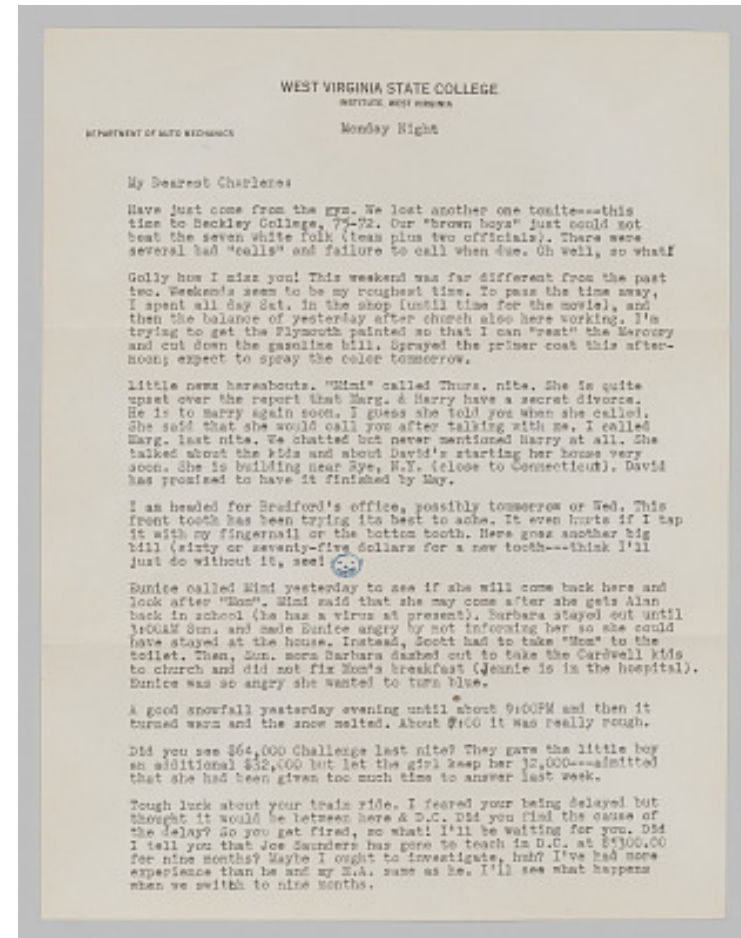 WEST VIRGINIA STATE COLLEGE
INSTITUTE, WEST VIRGINIA
DEPARTMENT OF AUTO MECHANICS
Monday Night
My Dearest Charlene:
Have just come from the gym. We lost another one tonite---this
time to Beckley College, 75-72. Our "brown boys" just could not
beat the seven white folk (team plus two officials). There were
several bad "calls" and failure to call when due. Oh well, so what!
Golly how I miss you! This weekend was far different from the past
two. Weekends seem to be my roughest time. To pass the time away,
I spent all day Sat. in the shop (until time for the movie), and
then the balance of yesterday after church also here working. I'm
trying to get the Plymouth painted so that I can "rest" the Mercury
and cut down the gasoline bill. Sprayed the primer coat this after-
noon; expect to spray the color tommorrow.
Little news hereabouts. "Mimi" called Thurs. nite. She is quite
upset over the report that Marg. & Harry have a secret divorce.
He is to marry again soon. I guess she told you when she called.
She said that she would call you after talking with me. I called
Marg. last nite. We chatted but never mentioned Harry at all. She
talked about the kids and about David's starting her house very
soon. She is building near Rye, N.Y. (close to Connecticut). David
has promised to have it finished by May.
I am headed for Bradford's office, possibly tommorrow or Wed. This
front tooth has been trying its best to ache. It even hurts if I tap
it with my fingernail or the bottom tooth. Here goes another big
bill (sixty or seventy-five dollars for a new tooth---think I'll
just do without it, see!
Eunice called Mimi yesterday to see if she will come back here and
look after "Mom". Mimi said that she may come after she gets Alan
back in school (he has a virus at present). Barbara stayed out until
3:00AM Sun. and made Eunice angry by not informing her so she could
have stayed at the house. Instead, Scott had to take "Mom" to the
toilet. Then, Sun. morn Barbara dashed out to take the Cardwell kids
to church and did not fix Mom's breakfast (Jennie is in the hospital).
Eunice was so angry she wanted to turn blue.
A good snowfall yesterday evening until about 9:00PM and then it
turned warm and the snow melted. About :00 it was really rough.
Did you see $64,000 Challenge last nite? They gave the little boy
an additional $32,000 but let the girl keep her 32,000---admitted
that she had been given too much time to answer last week.
Tough luck about your train ride. I feared your being delayed but
thought it would be between here & D.C. Did you find the cause of
the delay? So you get fired, so what! I'll be waiting for you. Did
I tell you that Joe Saunders has gone to teach in D.C. at $5300.00
for nine months? Maybe I ought to investigate, huh? I've had more
experience than he and my M.A. same as he. I'll see what happens
when we switbh to nine months.